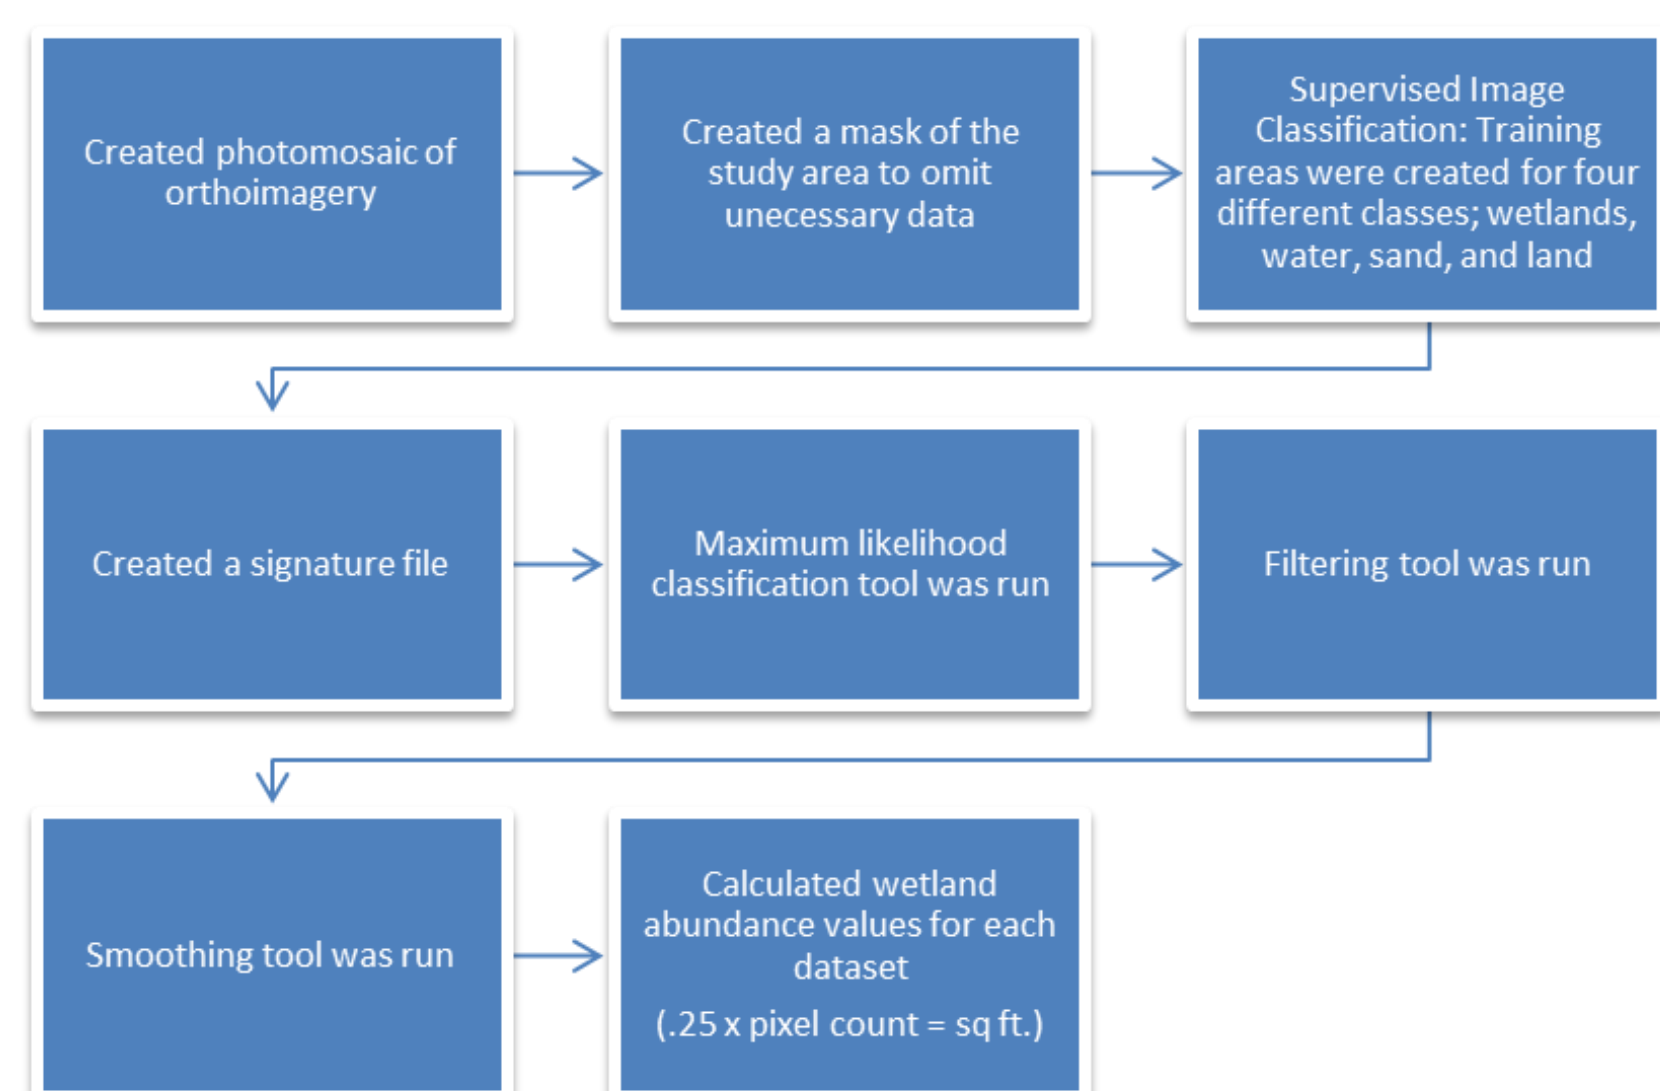 Created photomosaic of
orthoimagery
Created a mask of the
study area to omit
unecessary data
Supervised Image
Classification: Training
areas were created for four
different classes; wetlands,
water, sand, and land
Created a signature file
Maximum likelihood
classification tool was run
Filtering tool was run
Smoothing tool was run
Calculated wetland
abundance values for each
dataset
(.25 x pixel count = sq ft.)